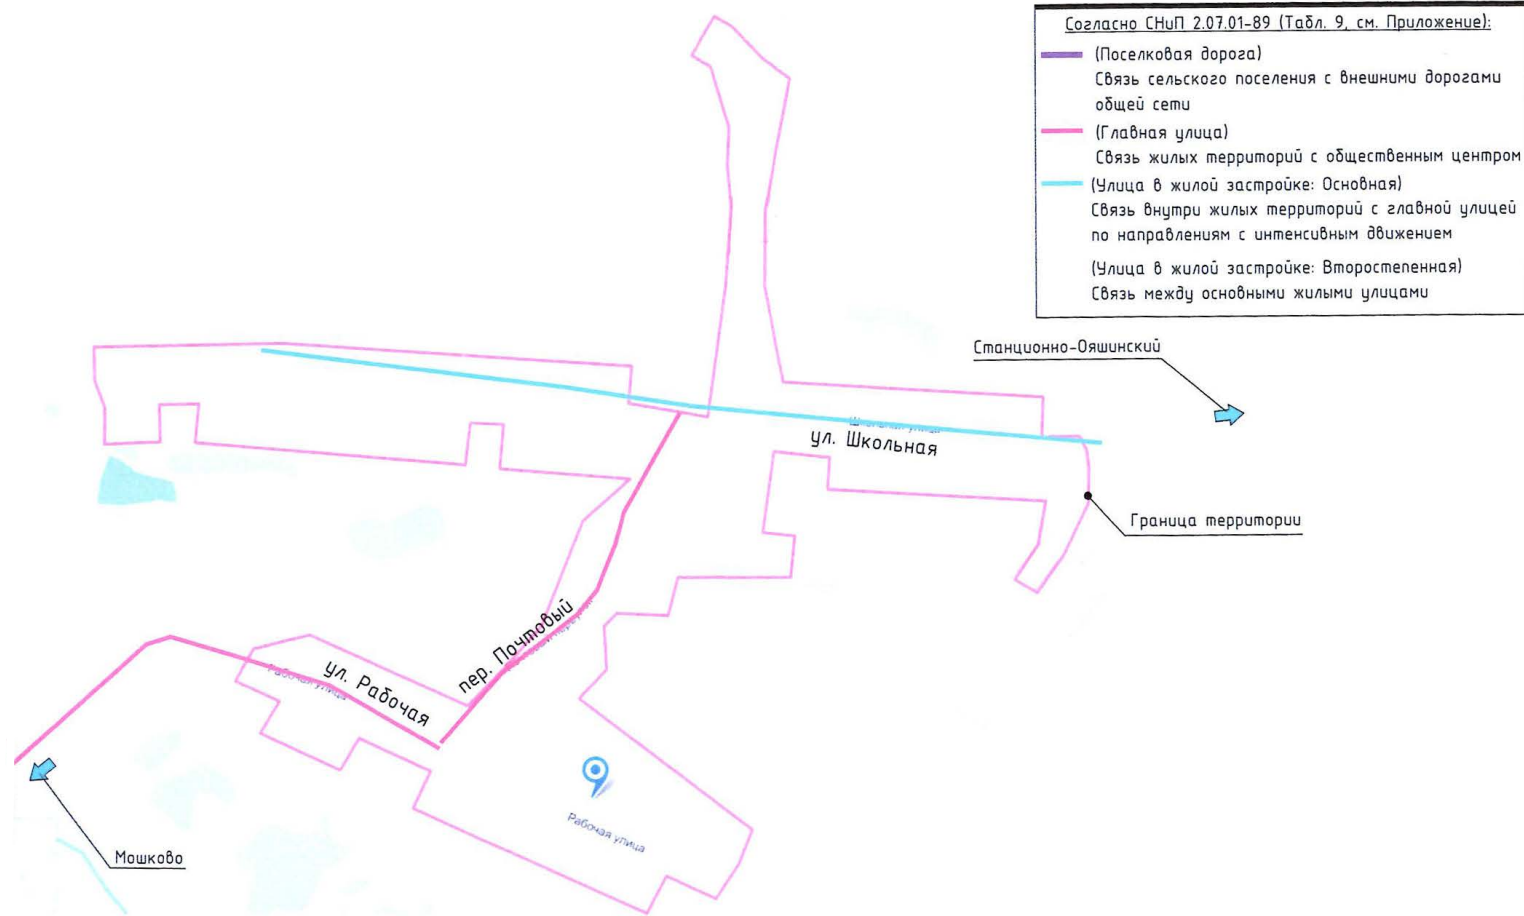 Согласно СНиП 2.07.01-89 (Табл. 9, см. Приложение):
(Поселковая дорога)
Связь сельского поселения с внешними дорогами
общей сети
(Главная улица)
Связь жилых территорий с общественным центром
(Улица в жилой застройке: Основная)
Связь внутри жилых территорий с главной улицей
по направлениям с интенсивным движением
(Улица в жилой застройке: Второстепенная)
Связь между основными жилыми улицами
Станционно-Ояшинский
Школьная улица
ул. Школьная
Граница территории
пер. Почтовый
ул. Рабочая
Рабочая улица
Рабочая улица
Мошково